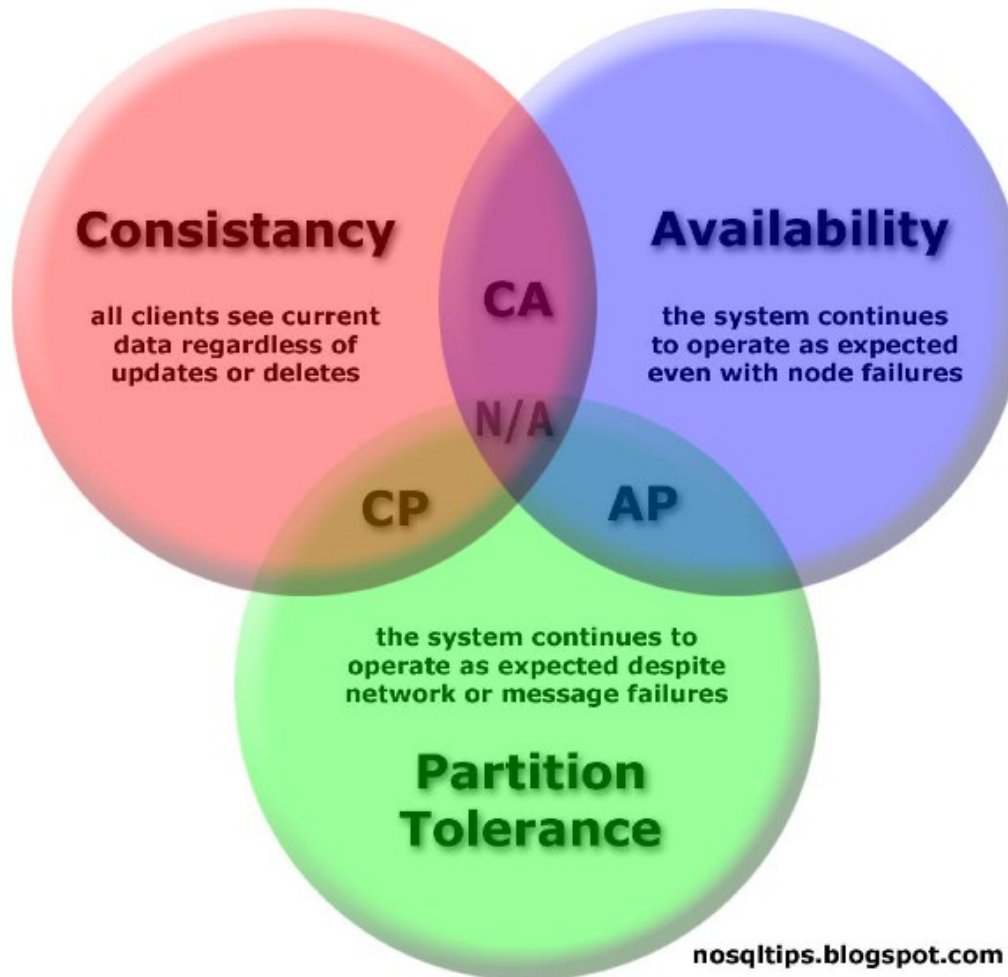 Consistancy
all clients see current
data regardless of
updates or deletes
Availability
the system continues
to operate as expected
even with node failures
CA
N/A
CP
AP
the system continues to
operate as expected despite
network or message failures
Partition
Tolerance
nosqltips.blogspot.com